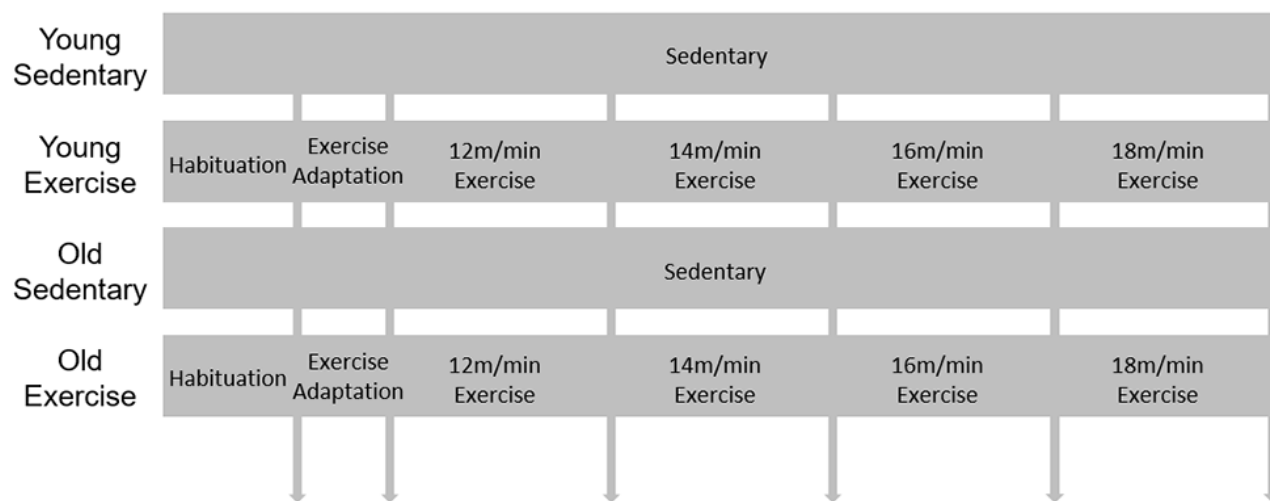 Young
Sedentary
Sedentary
Young
Exercise
Habituation
Exercise
Adaptation
12m/min
Exercise
14m/min
Exercise
16m/min
Exercise
18m/min
Exercise
Old
Sedentary
Sedentary
Old
Exercise
Habituation
Exercise
Adaptation
12m/min
Exercise
14m/min
Exercise
16m/min
Exercise
18m/min
Exercise